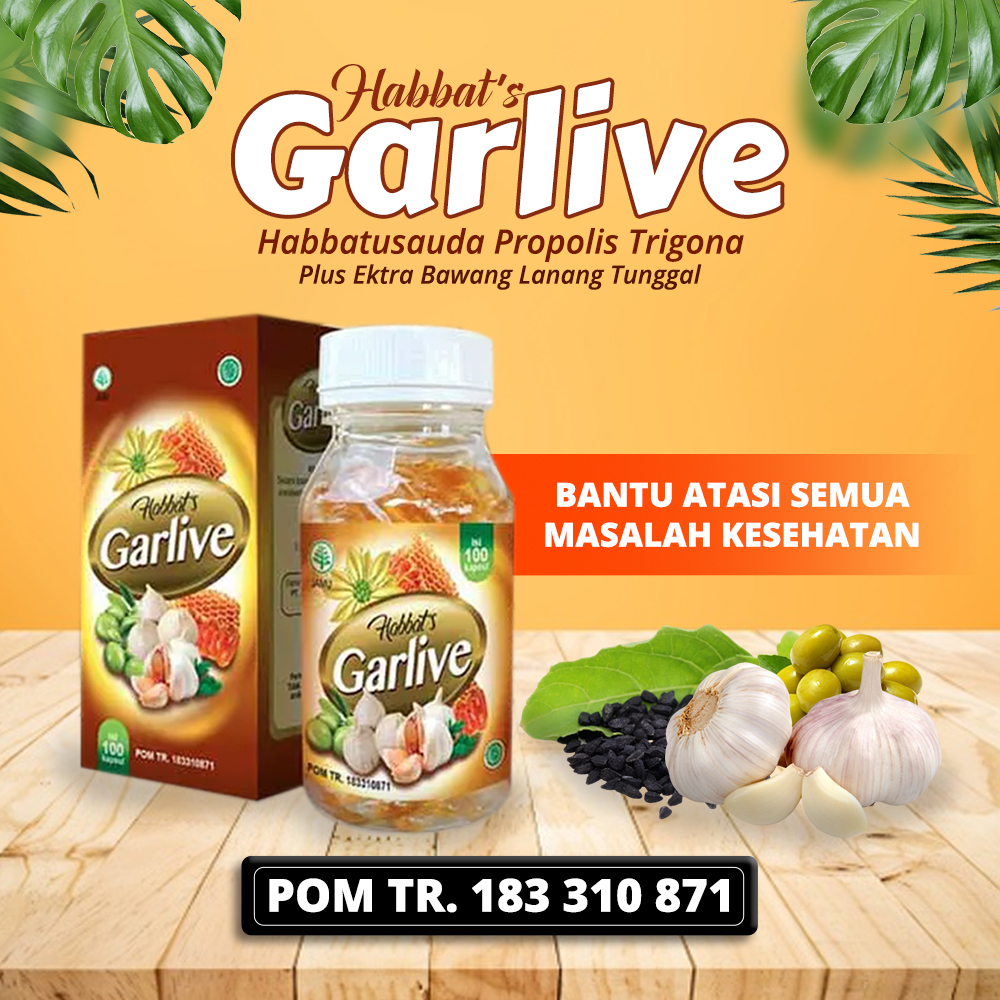 Habbat's
Garlive
Habbatusauda Propolis Trigona
Plus Ektra Bawang Lanang Tunggal
BANTU ATASI SEMUA
MASALAH KESEHATAN
Habbat's
Garlive
isi
100
kapsul
POM TR. 183310871
JAMU
isi
100
kapsul
Habbat's
Garlive
POM TR. 183310871
POM TR. 183 310 871